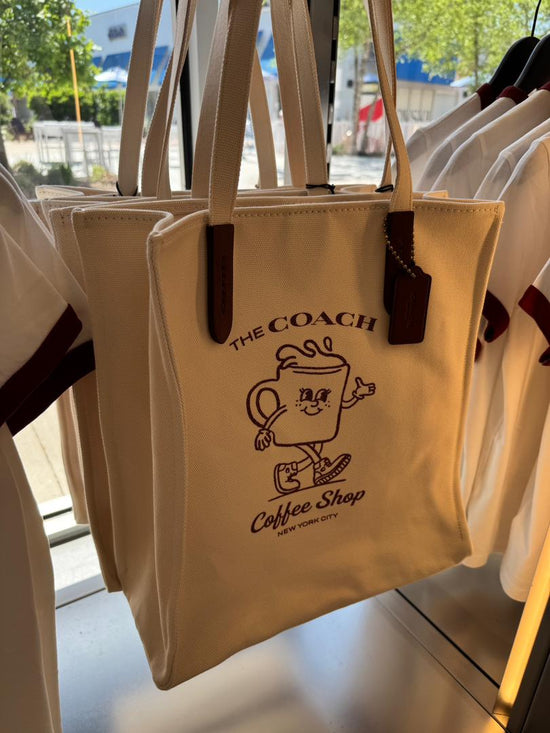 THE COACH
Coffee Shop
NEW YORK CITY